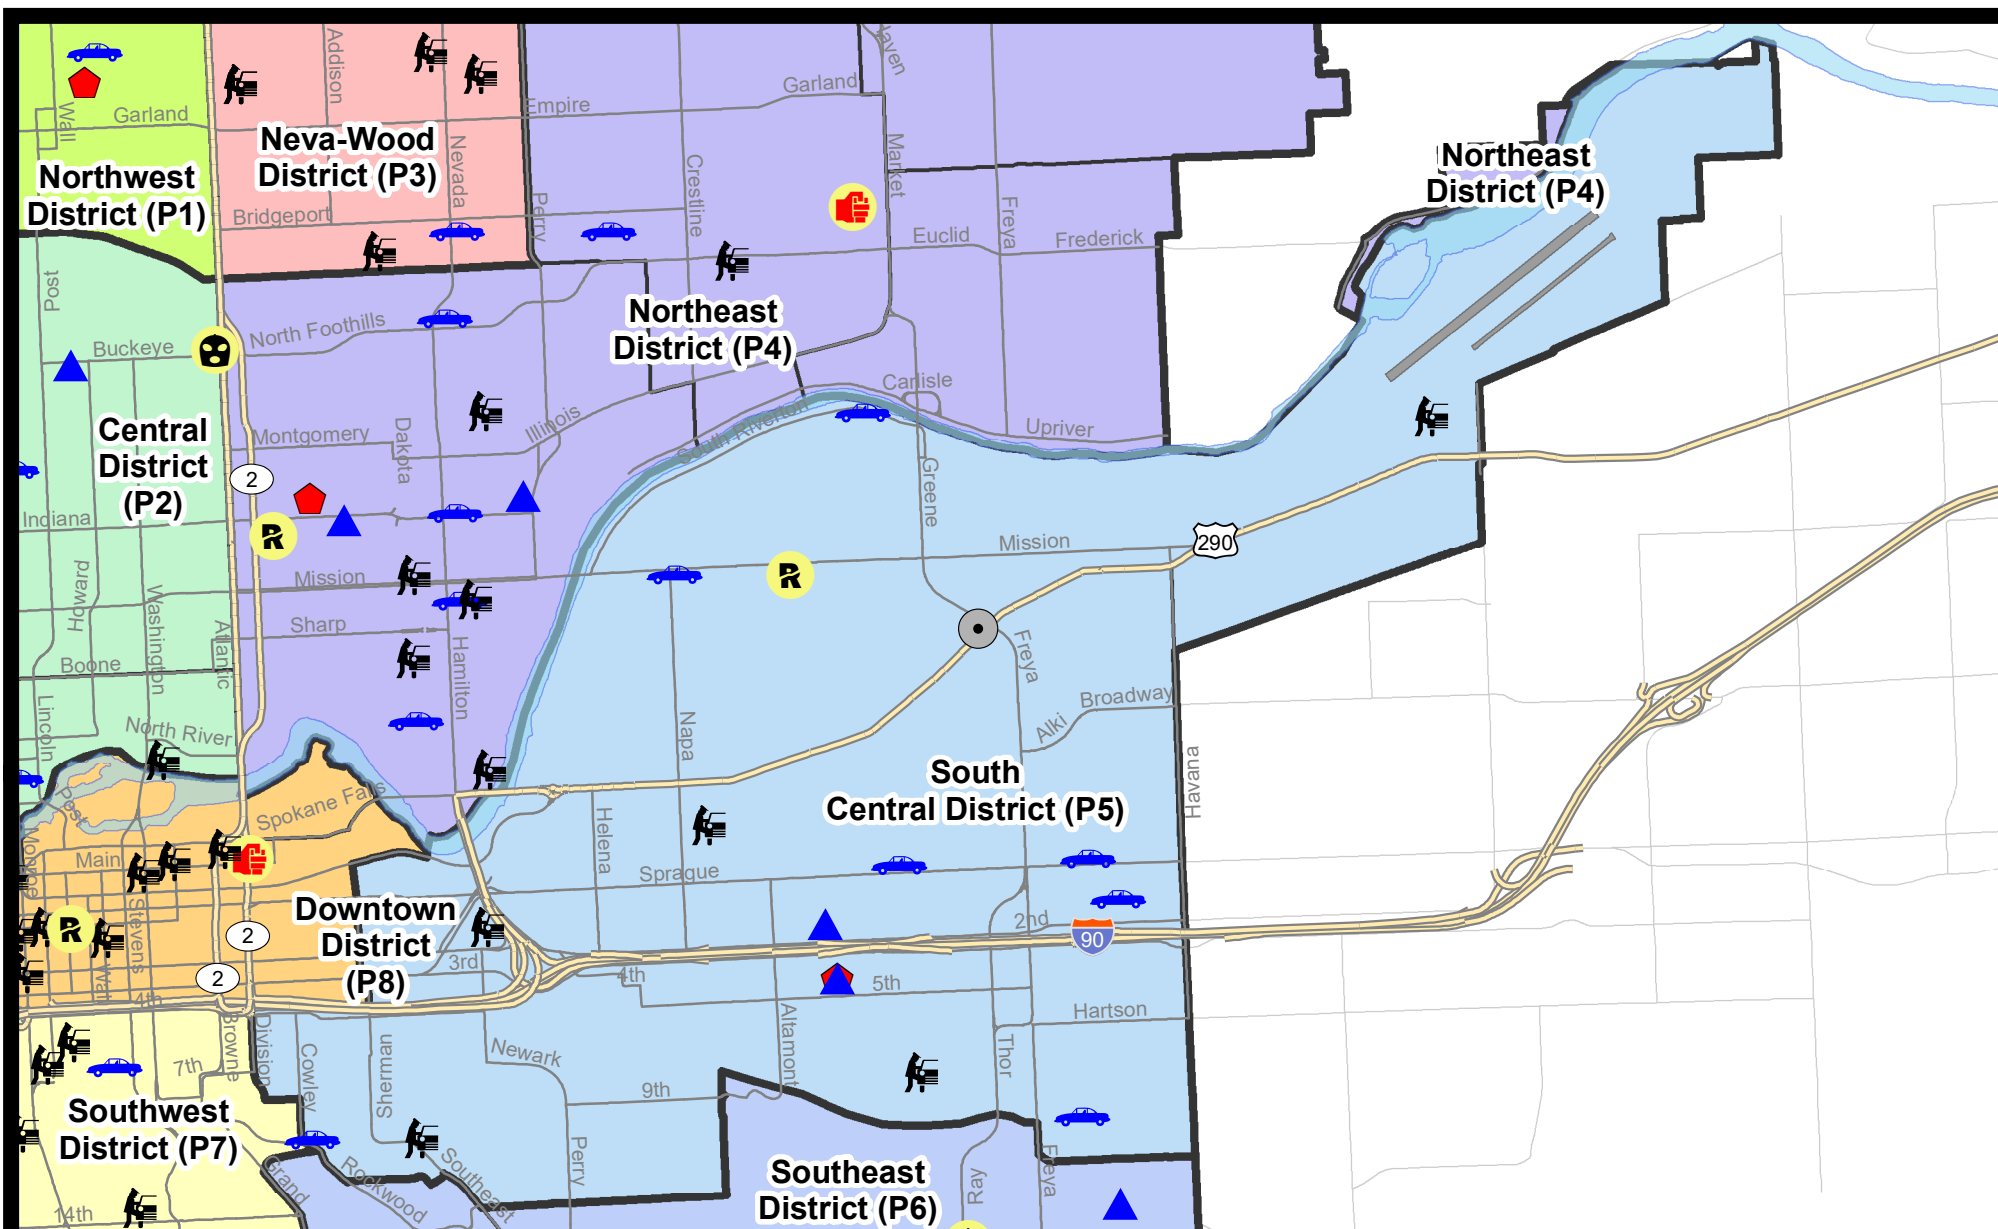 Addison
Haven
Garland
Wall
Garland
Empire
Neva-Wood
District (P3)
Nevada
Market
Crestline
Northwest
District (P1)
Northeast
District (P4)
Bridgeport
Perry
Freya
Euclid
Frederick
Post
Northeast
District (P4)
North Foothills
Buckeye
Carlisle
Central
District
(P2)
Montgomery
Dakota
Illinois
South Riverton
Upriver
2
Greene
Indiana
Mission
290
Mission
Howard
Washington
Sharp
Atlantic
Hamilton
Freya
Boone
Broadway
Lincoln
North River
Napa
Alki
Havana
South
Central District (P5)
Post
Spokane Falls
Helena
Monroe
Main
Sprague
Stevens
Downtown
District
(P8)
2nd
2
90
3rd
4th
5th
2
Wall
4th
Altamont
Hartson
Browne
Division
Cowley
Sherman
Newark
Thor
7th
9th
Southwest
District (P7)
Perry
Southeast
Freya
Grand
Rockwood
Southeast
District (P6)
Ray
14th